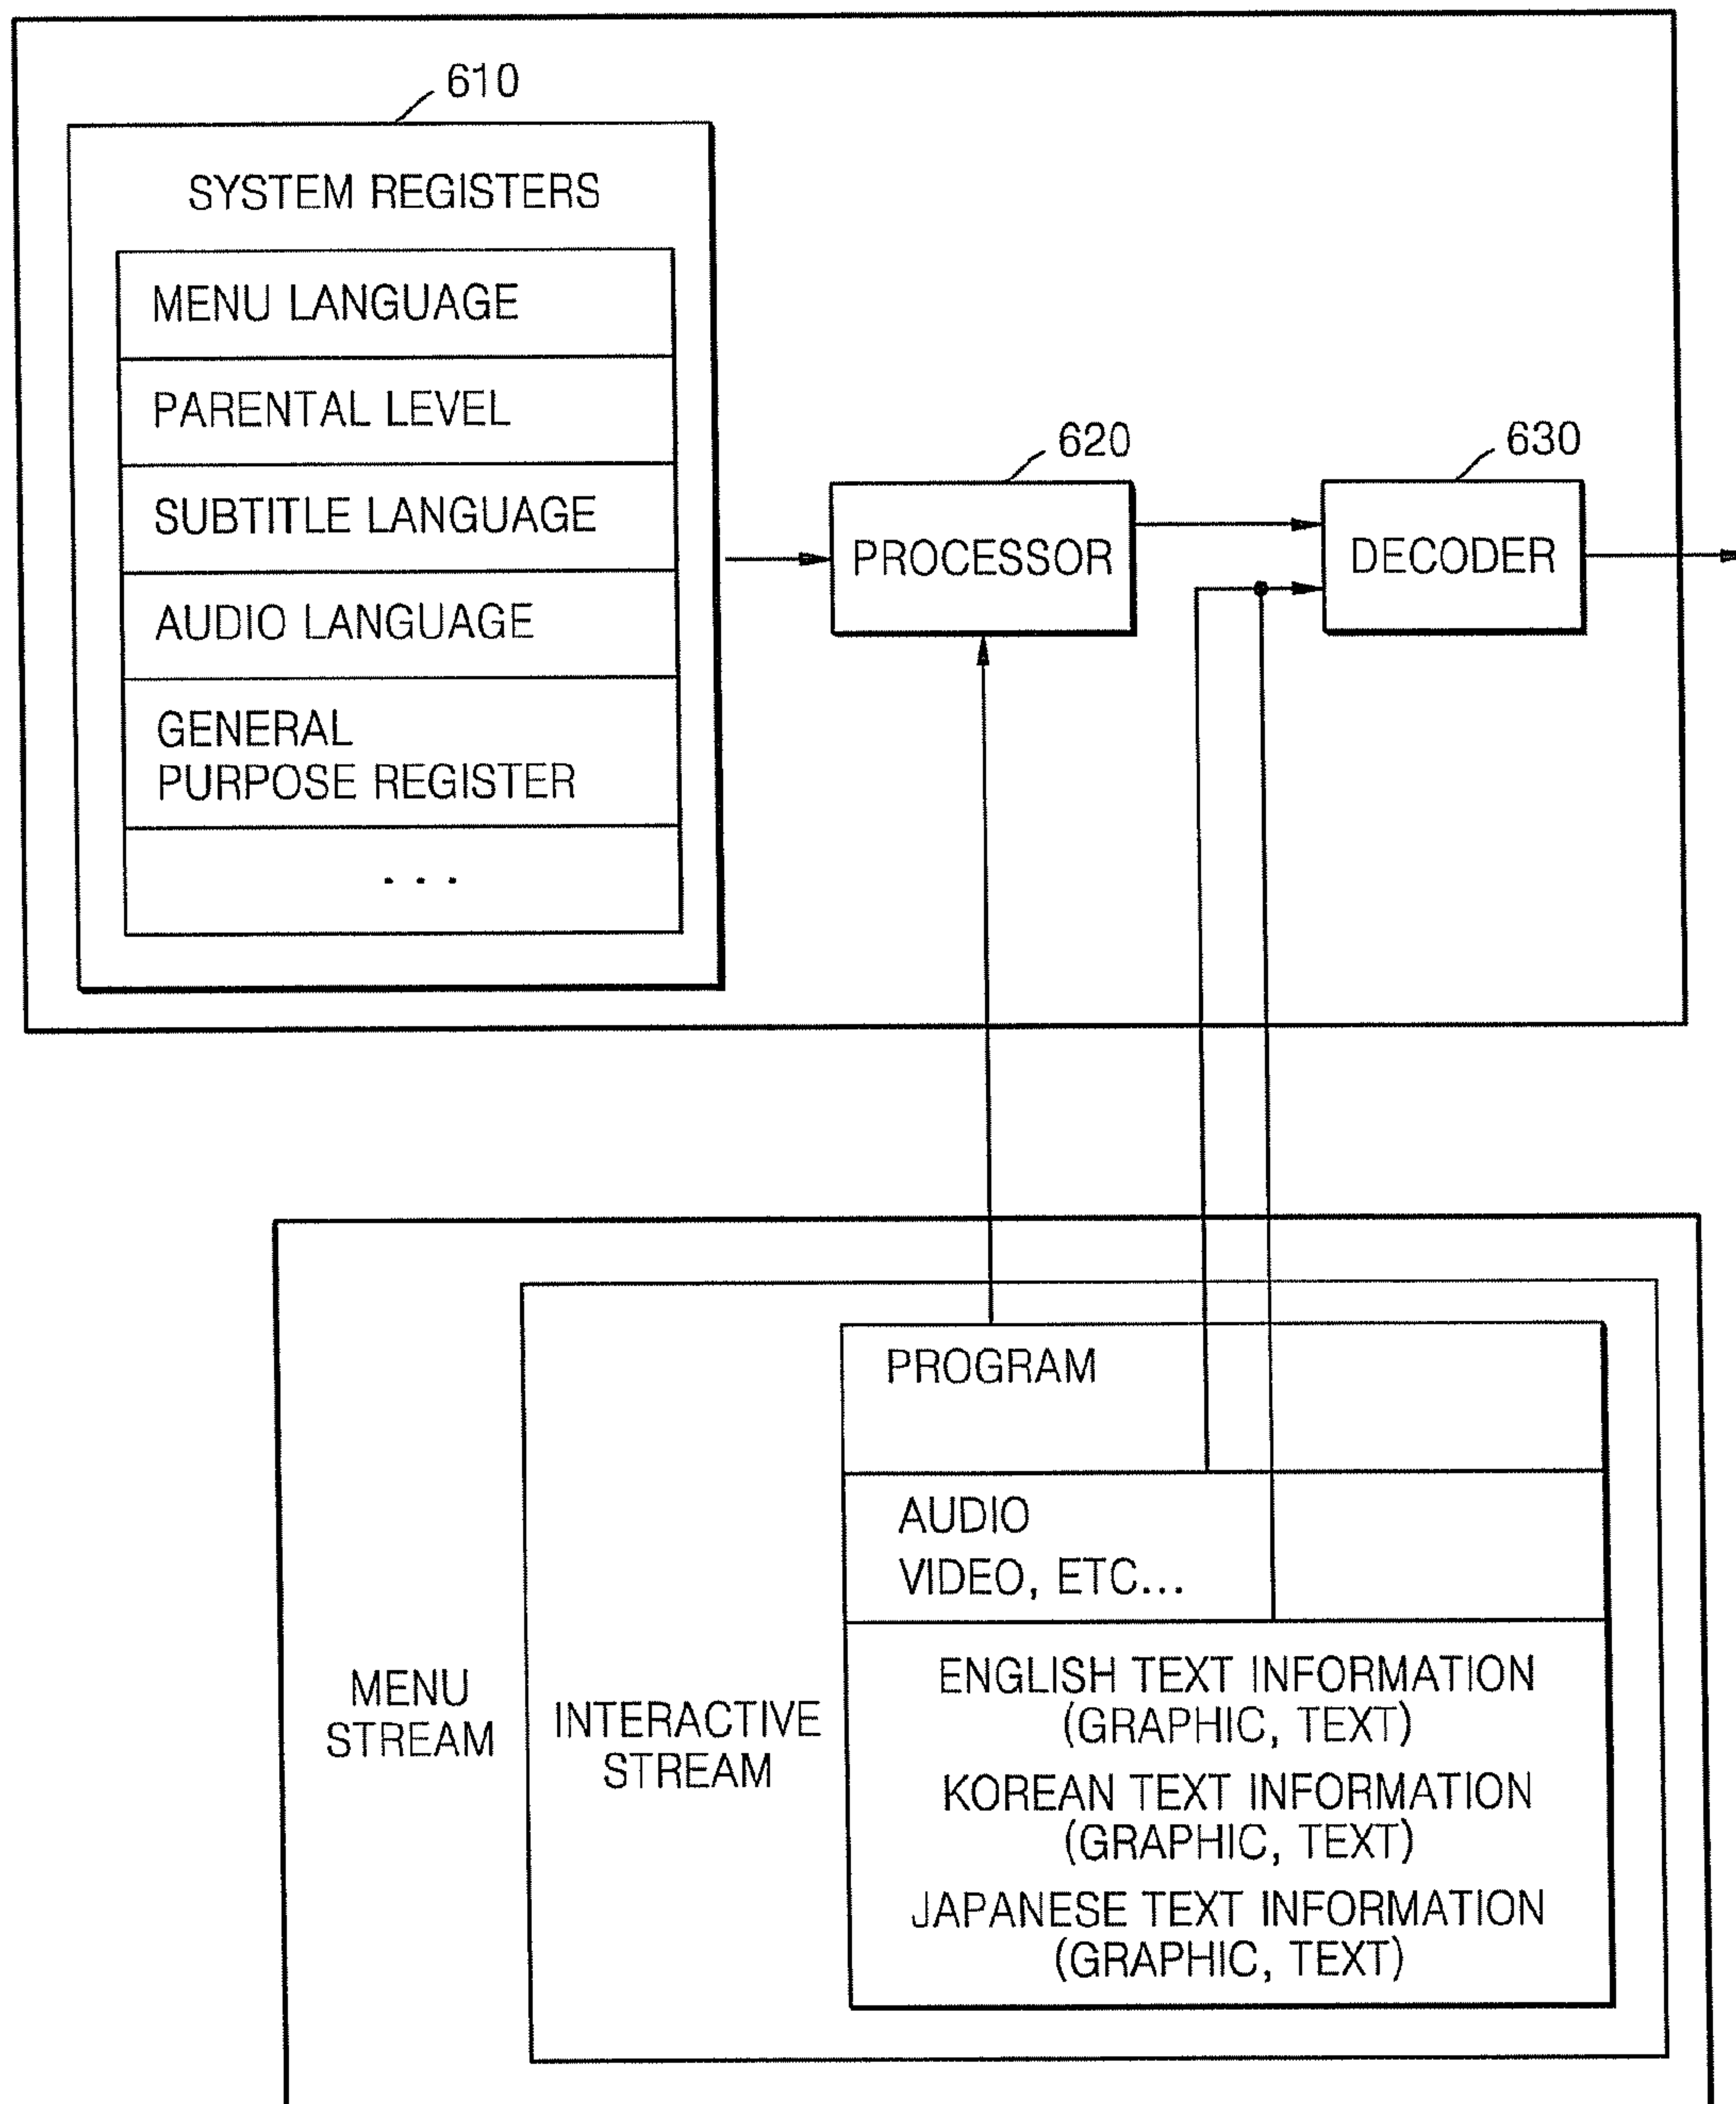 610
SYSTEM REGISTERS
MENU LANGUAGE
PARENTAL LEVEL
SUBTITLE LANGUAGE
AUDIO LANGUAGE
GENERAL
PURPOSE REGISTER
. . .
620
PROCESSOR
630
DECODER
MENU
STREAM
INTERACTIVE
STREAM
PROGRAM
AUDIO
VIDEO, ETC...
ENGLISH TEXT INFORMATION
(GRAPHIC, TEXT)
KOREAN TEXT INFORMATION
(GRAPHIC, TEXT)
JAPANESE TEXT INFORMATION
(GRAPHIC, TEXT)